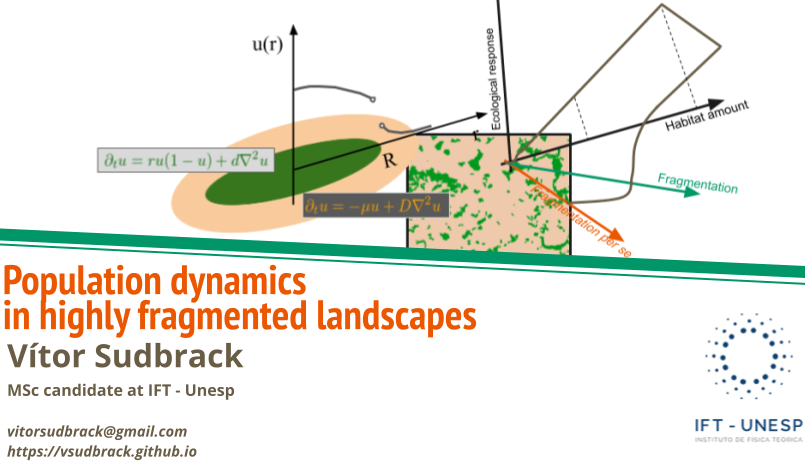 u(r)
Ecological response
Habitat amount
r
R
∂ₜu = ru(1 − u) + d∇²u
∂ₜu = −μu + D∇²u
Fragmentation
Fragmentation per se
Population dynamics
in highly fragmented landscapes
Vítor Sudbrack
MSc candidate at IFT - Unesp
vitorsudbrack@gmail.com
https://vsudbrack.github.io
IFT - UNESP
INSTITUTO DE FÍSICA TEÓRICA